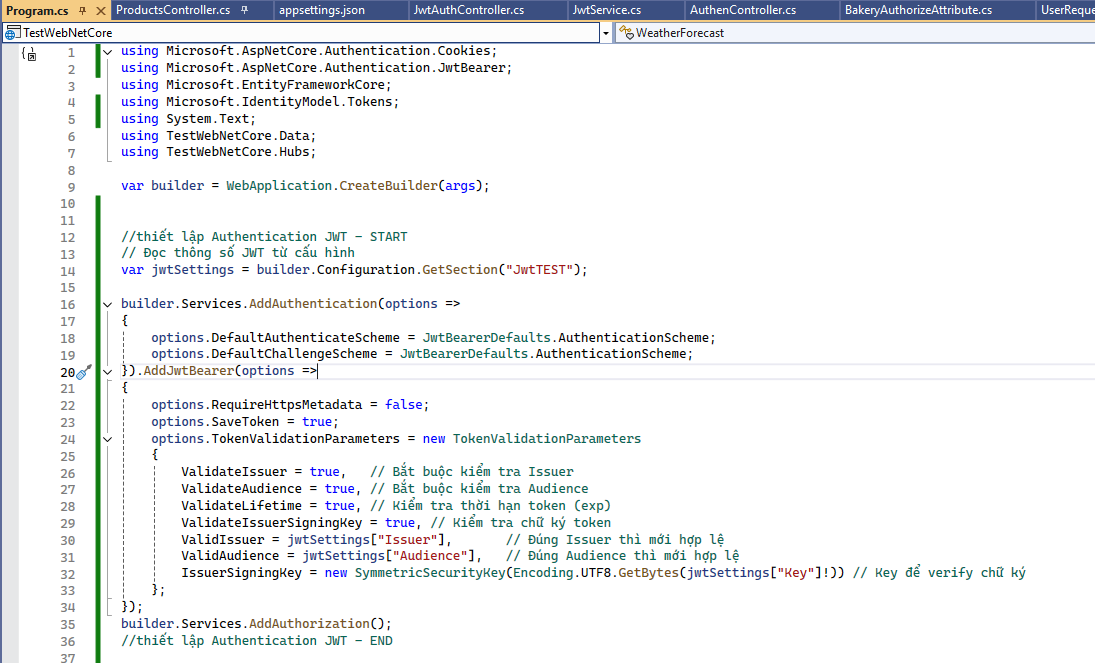 Program.cs ProductsController.cs appsettings.json JwtAuthController.cs JwtService.cs AuthenController.cs BakeryAuthorizeAttribute.cs UserReque
TestWebNetCore WeatherForecast
1 using Microsoft.AspNetCore.Authentication.Cookies;
2 using Microsoft.AspNetCore.Authentication.JwtBearer;
3 using Microsoft.EntityFrameworkCore;
4 using Microsoft.IdentityModel.Tokens;
5 using System.Text;
6 using TestWebNetCore.Data;
7 using TestWebNetCore.Hubs;
8
9 var builder = WebApplication.CreateBuilder(args);
10
11
12 //thiết lập Authentication JWT - START
13 // Đọc thông số JWT từ cấu hình
14 var jwtSettings = builder.Configuration.GetSection("JwtTEST");
15
16 builder.Services.AddAuthentication(options =>
17 {
18 options.DefaultAuthenticateScheme = JwtBearerDefaults.AuthenticationScheme;
19 options.DefaultChallengeScheme = JwtBearerDefaults.AuthenticationScheme;
20 }).AddJwtBearer(options =>
21 {
22 options.RequireHttpsMetadata = false;
23 options.SaveToken = true;
24 options.TokenValidationParameters = new TokenValidationParameters
25 {
26 ValidateIssuer = true, // Bắt buộc kiểm tra Issuer
27 ValidateAudience = true, // Bắt buộc kiểm tra Audience
28 ValidateLifetime = true, // Kiểm tra thời hạn token (exp)
29 ValidateIssuerSigningKey = true, // Kiểm tra chữ ký token
30 ValidIssuer = jwtSettings["Issuer"], // Đúng Issuer thì mới hợp lệ
31 ValidAudience = jwtSettings["Audience"], // Đúng Audience thì mới hợp lệ
32 IssuerSigningKey = new SymmetricSecurityKey(Encoding.UTF8.GetBytes(jwtSettings["Key"]!)) // Key để verify chữ ký
33 };
34 });
35 builder.Services.AddAuthorization();
36 //thiết lập Authentication JWT - END
37